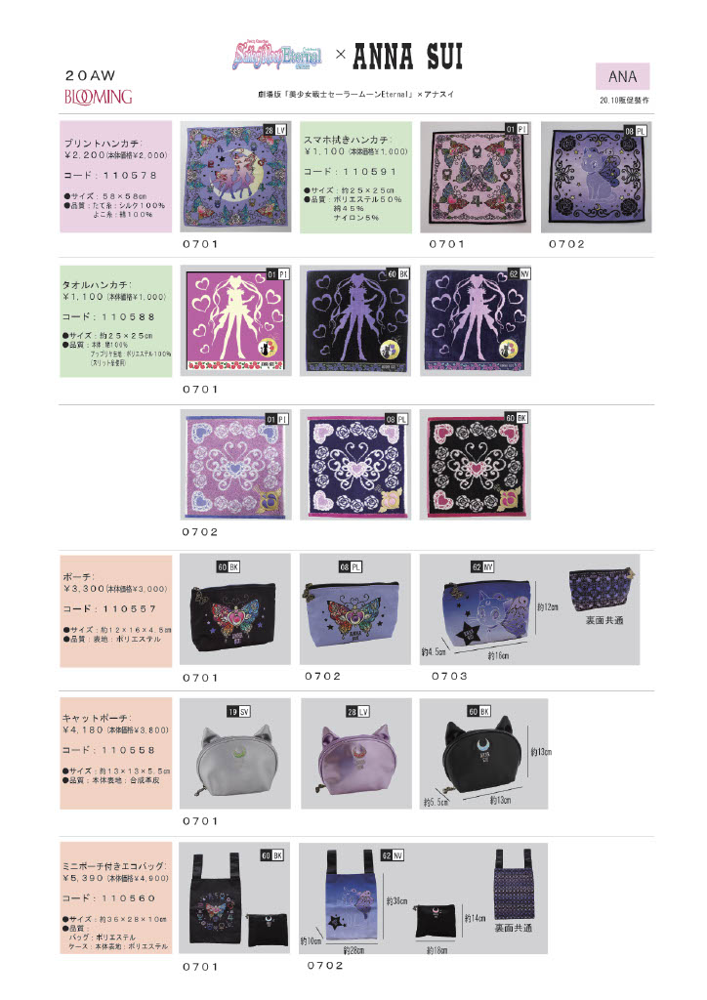 Sailor Moon Eternal × ANNA SUI
20AW
BLOOMING
劇場版「美少女戦士セーラームーンEternal」×アナスイ
ANA
20.10販促製作
プリントハンカチ:
￥2,200(本体価格￥2,000)
コード：110578
●サイズ：58×58cm
●品質：たて糸：シルク100%
よこ糸：綿100%
28 LV
0701
スマホ拭きハンカチ:
￥1,100(本体価格￥1,000)
コード：110591
●サイズ：約25×25cm
●品質：ポリエステル50%
綿45%
ナイロン5%
01 PI
08 PL
0701
0702
タオルハンカチ:
￥1,100(本体価格￥1,000)
コード：110588
●サイズ：約25×25cm
●品質：本体 綿100%
アップリケ生地：ポリエステル100%
(スリット糸使用)
01 PI
60 BK
62 NV
0701
01 PI
08 PL
60 BK
0702
ポーチ:
￥3,300(本体価格￥3,000)
コード：110557
●サイズ：約12×16×4.5cm
●品質：表地：ポリエステル
60 BK
08 PL
62 NV
ANNA SUI
ANNA SUI
約12cm
約4.5cm
約16cm
裏面共通
0701
0702
0703
キャットポーチ:
￥4,180(本体価格￥3,800)
コード：110558
●サイズ：約13×13×5.5cm
●品質：本体表地：合成革皮
19 SV
28 LV
60 BK
ANNA SUI
約13cm
約5.5cm
約13cm
0701
ミニポーチ付きエコバッグ:
￥5,390(本体価格￥4,900)
コード：110560
●サイズ：約36×28×10cm
●品質：
バッグ：ポリエステル
ケース：本体表地：ポリエステル
60 BK
62 NV
約36cm
約10cm
約28cm
約14cm
約18cm
裏面共通
0701
0702